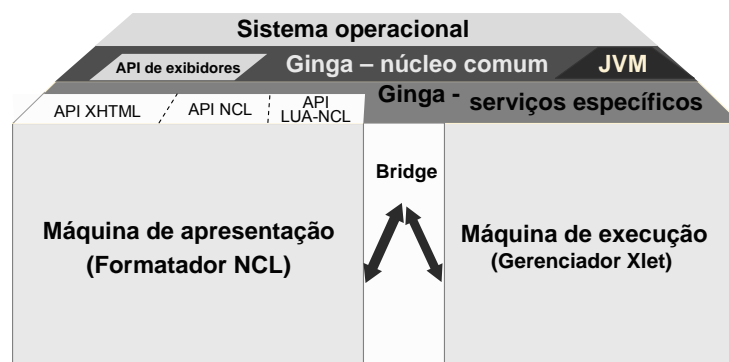 Sistema operacional
API de exibidores
Ginga – núcleo comum
JVM
Ginga - serviços específicos
API XHTML
API NCL
API
LUA-NCL
Bridge
Máquina de apresentação
(Formatador NCL)
Máquina de execução
(Gerenciador Xlet)